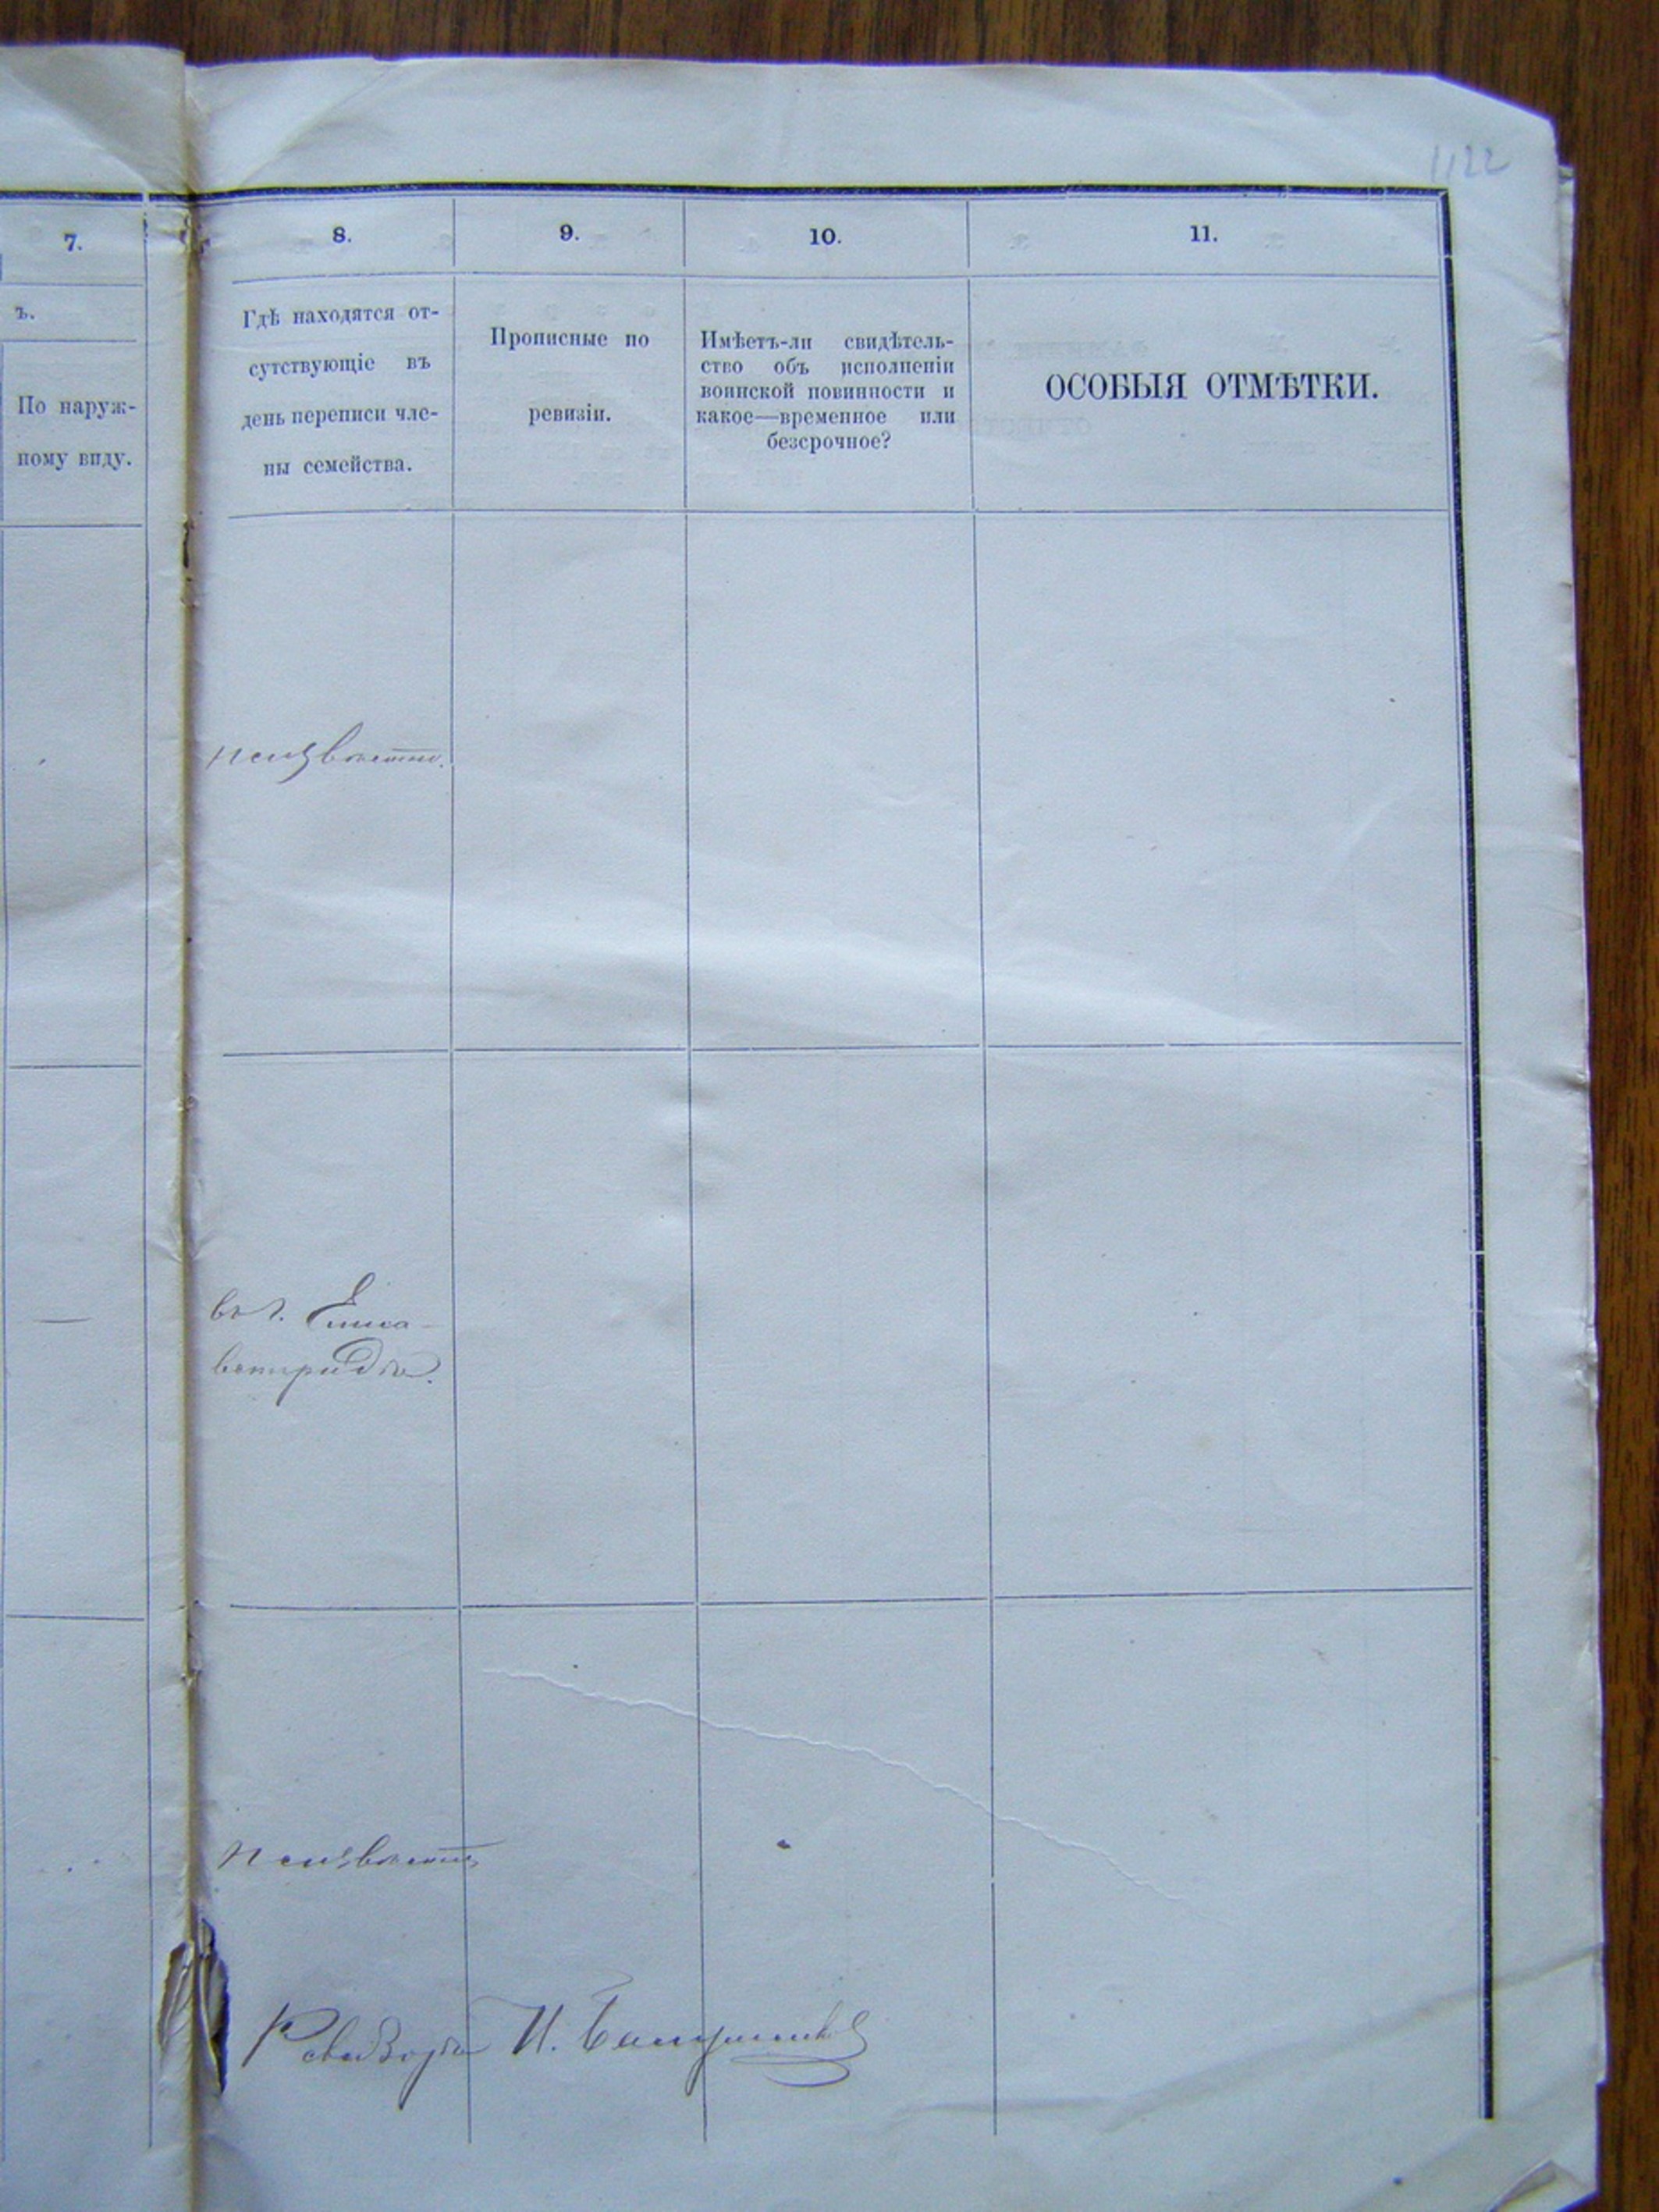 1122
7.
8.
9.
10.
11.
ъ.
По наруж-
ному виду.
Гдѣ находятся от-
сутствующіе въ
день переписи чле-
ны семейства.
Прописные по
ревизіи.
Имѣетъ-ли свидѣтель-
ство объ исполненіи
воинской повинности и
какое—временное или
безсрочное?
ОСОБЫЯ ОТМѢТКИ.
неизвѣстно.
въ г. Елиса-
ветградѣ.
неизвѣстно
Ревизоръ И.